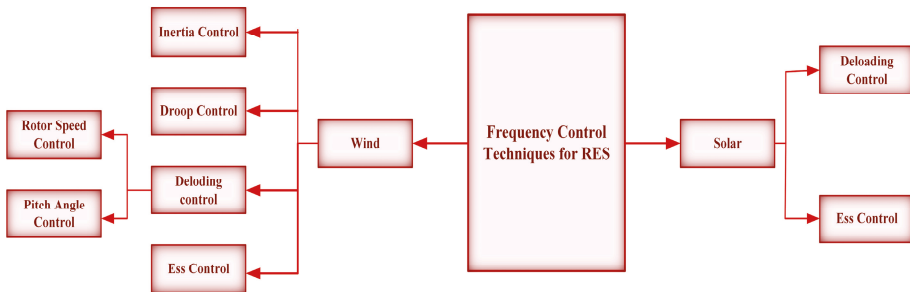 Inertia Control
Droop Control
Rotor Speed
Control
Pitch Angle
Control
Deloding
control
Ess Control
Wind
Frequency Control
Techniques for RES
Solar
Deloading
Control
Ess Control